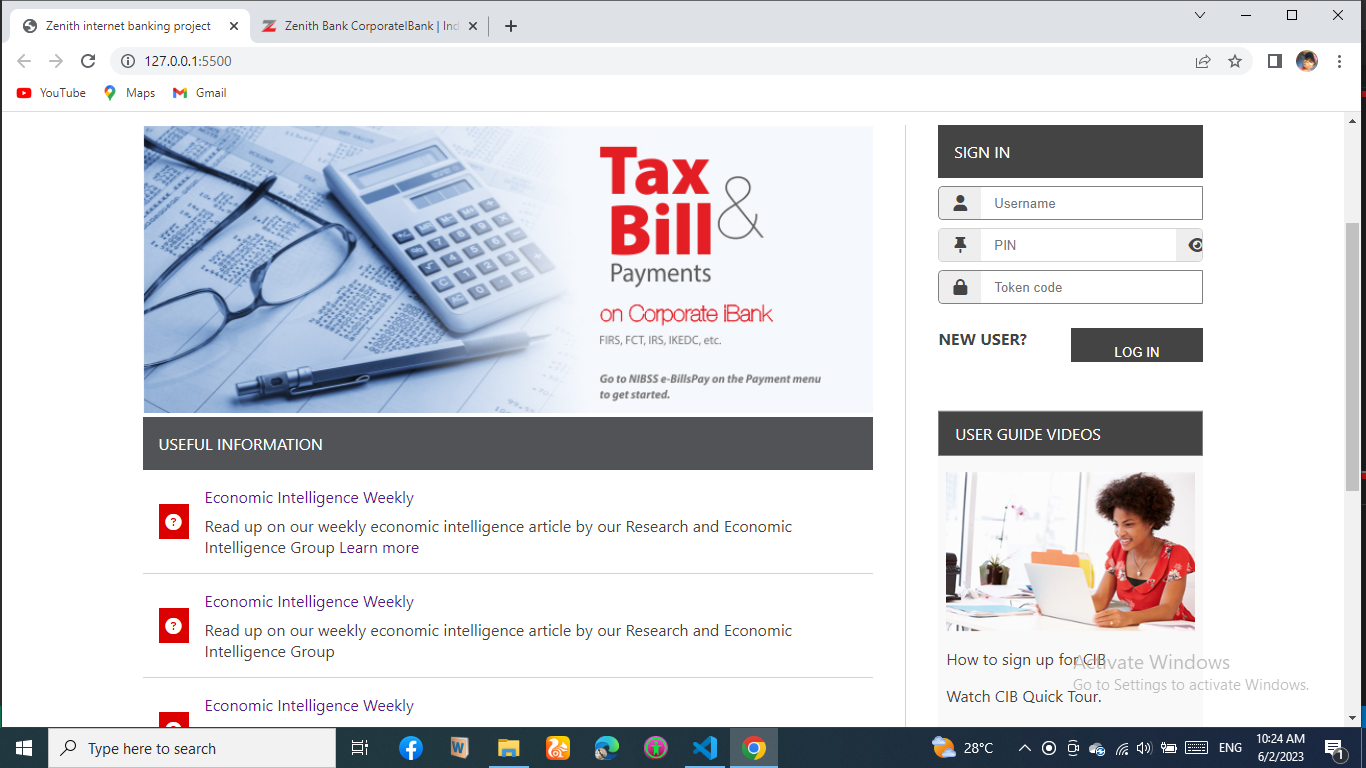 Zenith internet banking project
Zenith Bank CorporateIBank | Ind
127.0.0.1:5500
YouTube
Maps
Gmail
Tax
&
Bill
Payments
on Corporate iBank
FIRS, FCT, IRS, IKEDC, etc.
Go to NIBSS e-BillsPay on the Payment menu
to get started.
USEFUL INFORMATION
Economic Intelligence Weekly
Read up on our weekly economic intelligence article by our Research and Economic
Intelligence Group Learn more
Economic Intelligence Weekly
Read up on our weekly economic intelligence article by our Research and Economic
Intelligence Group
Economic Intelligence Weekly
SIGN IN
Username
PIN
Token code
NEW USER?
LOG IN
USER GUIDE VIDEOS
How to sign up for CIB
Watch CIB Quick Tour.
Activate Windows
Go to Settings to activate Windows.
Type here to search
28°C
ENG
10:24 AM
6/2/2023
1